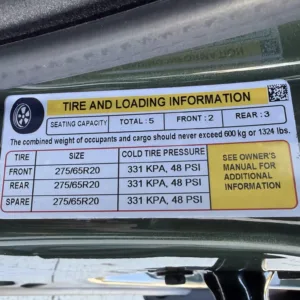 TIRE AND LOADING INFORMATION
SEATING CAPACITY TOTAL : 5 FRONT : 2 REAR : 3
The combined weight of occupants and cargo should never exceed 600 kg or 1324 lbs.
TIRE SIZE COLD TIRE PRESSURE
FRONT 275/65R20 331 KPA, 48 PSI
REAR 275/65R20 331 KPA, 48 PSI
SPARE 275/65R20 331 KPA, 48 PSI
SEE OWNER'S
MANUAL FOR
ADDITIONAL
INFORMATION